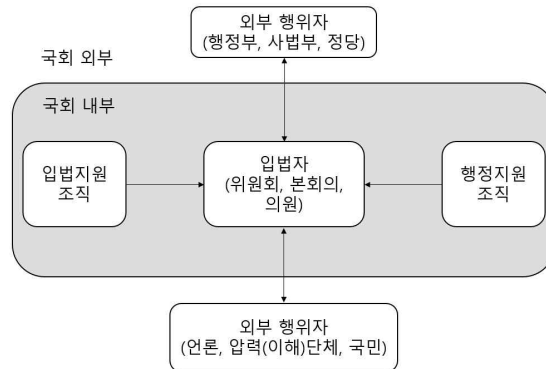 외부 행위자
(행정부, 사법부, 정당)
국회 외부
국회 내부
입법지원
조직
입법자
(위원회, 본회의,
의원)
행정지원
조직
외부 행위자
(언론, 압력(이해)단체, 국민)